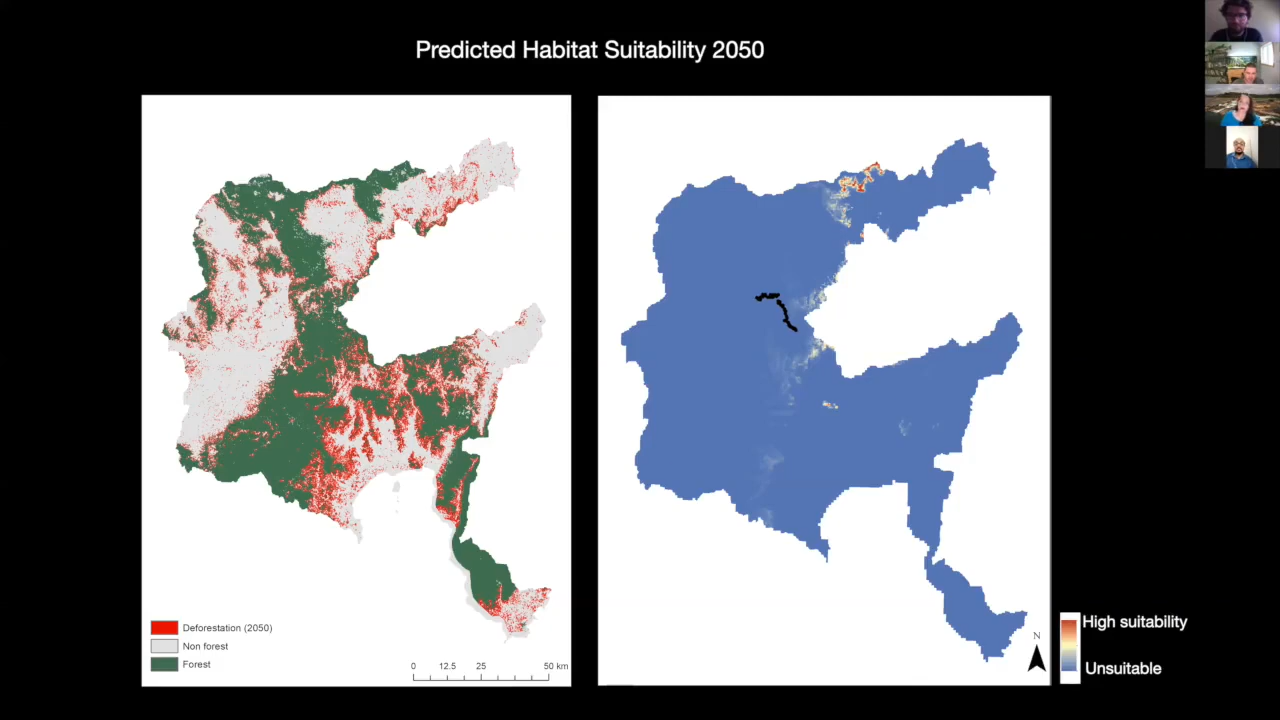 Predicted Habitat Suitability 2050
Deforestation (2050)
Non forest
Forest
0 12.5 25 50 km
N
High suitability
Unsuitable